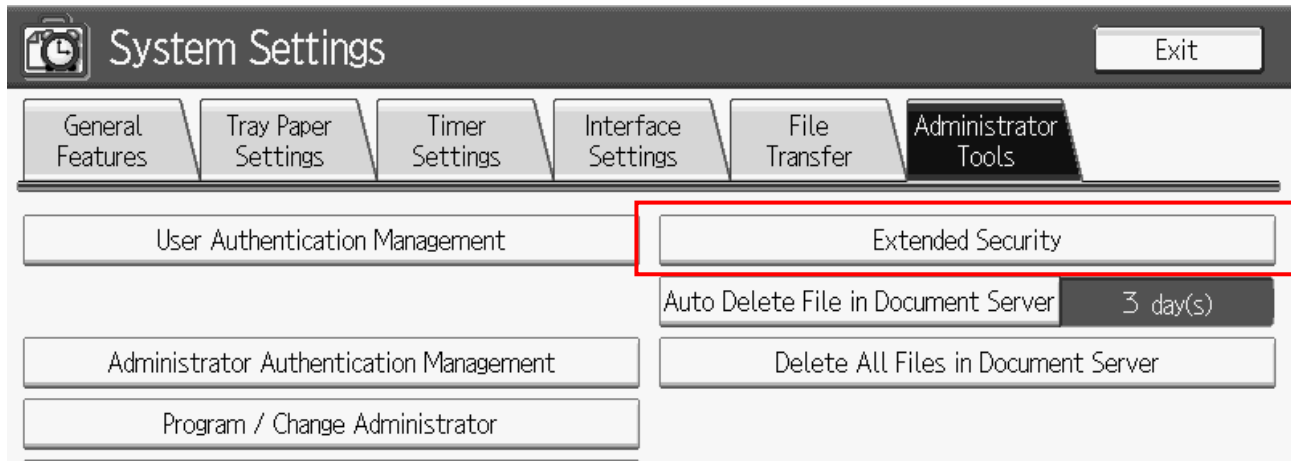 System Settings
Exit
General
Features
Tray Paper
Settings
Timer
Settings
Interface
Settings
File
Transfer
Administrator
Tools
User Authentication Management
Extended Security
Auto Delete File in Document Server
3 day(s)
Administrator Authentication Management
Delete All Files in Document Server
Program / Change Administrator